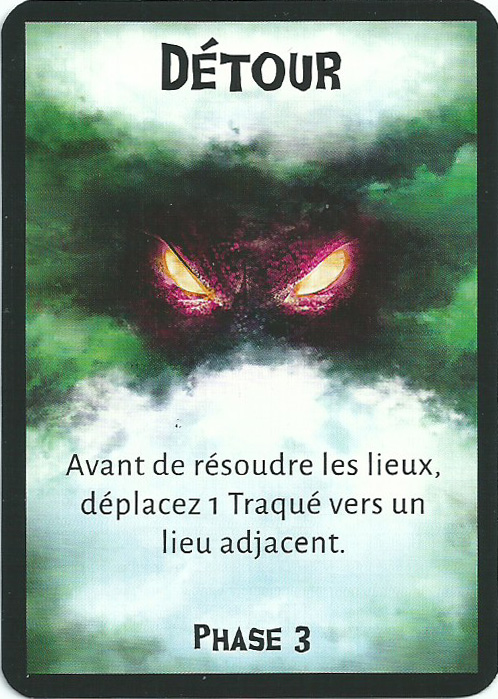 DÉTOUR
Avant de résoudre les lieux,
déplacez 1 Traqué vers un
lieu adjacent.
PHASE 3